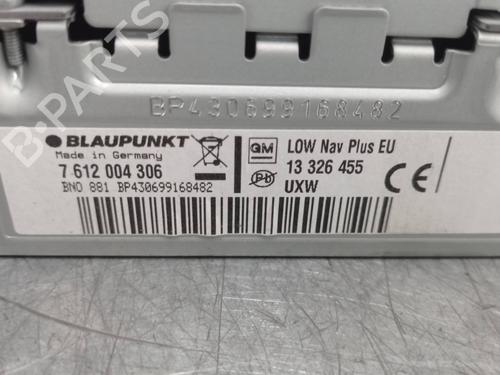 BP430699168482
BLAUPUNKT
Made in Germany
7 612 004 306
BNO 881 BP430699168482
GM
LOW Nav Plus EU
13 326 455
Pb
UXW
CE
B-PARTS